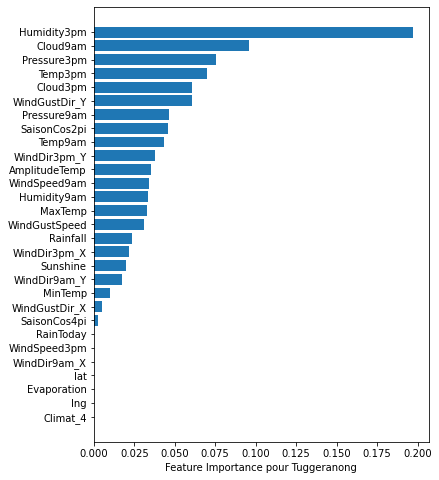 Humidity3pm
Cloud9am
Pressure3pm
Temp3pm
Cloud3pm
WindGustDir_Y
Pressure9am
SaisonCos2pi
Temp9am
WindDir3pm_Y
AmplitudeTemp
WindSpeed9am
Humidity9am
MaxTemp
WindGustSpeed
Rainfall
WindDir3pm_X
Sunshine
WindDir9am_Y
MinTemp
WindGustDir_X
SaisonCos4pi
RainToday
WindSpeed3pm
WindDir9am_X
lat
Evaporation
lng
Climat_4
0.000 0.025 0.050 0.075 0.100 0.125 0.150 0.175 0.200
Feature Importance pour Tuggeranong